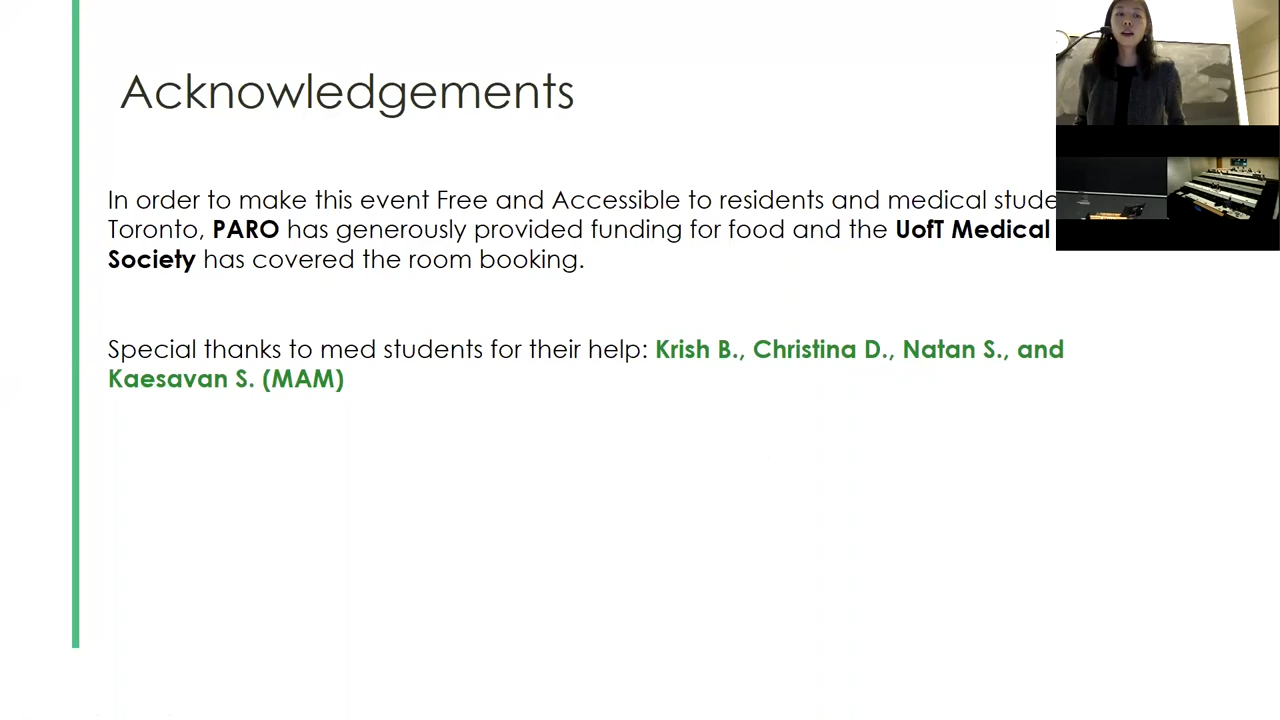 Acknowledgements
In order to make this event Free and Accessible to residents and medical stude
Toronto, PARO has generously provided funding for food and the UofT Medical
Society has covered the room booking.
Special thanks to med students for their help: Krish B., Christina D., Natan S., and
Kaesavan S. (MAM)